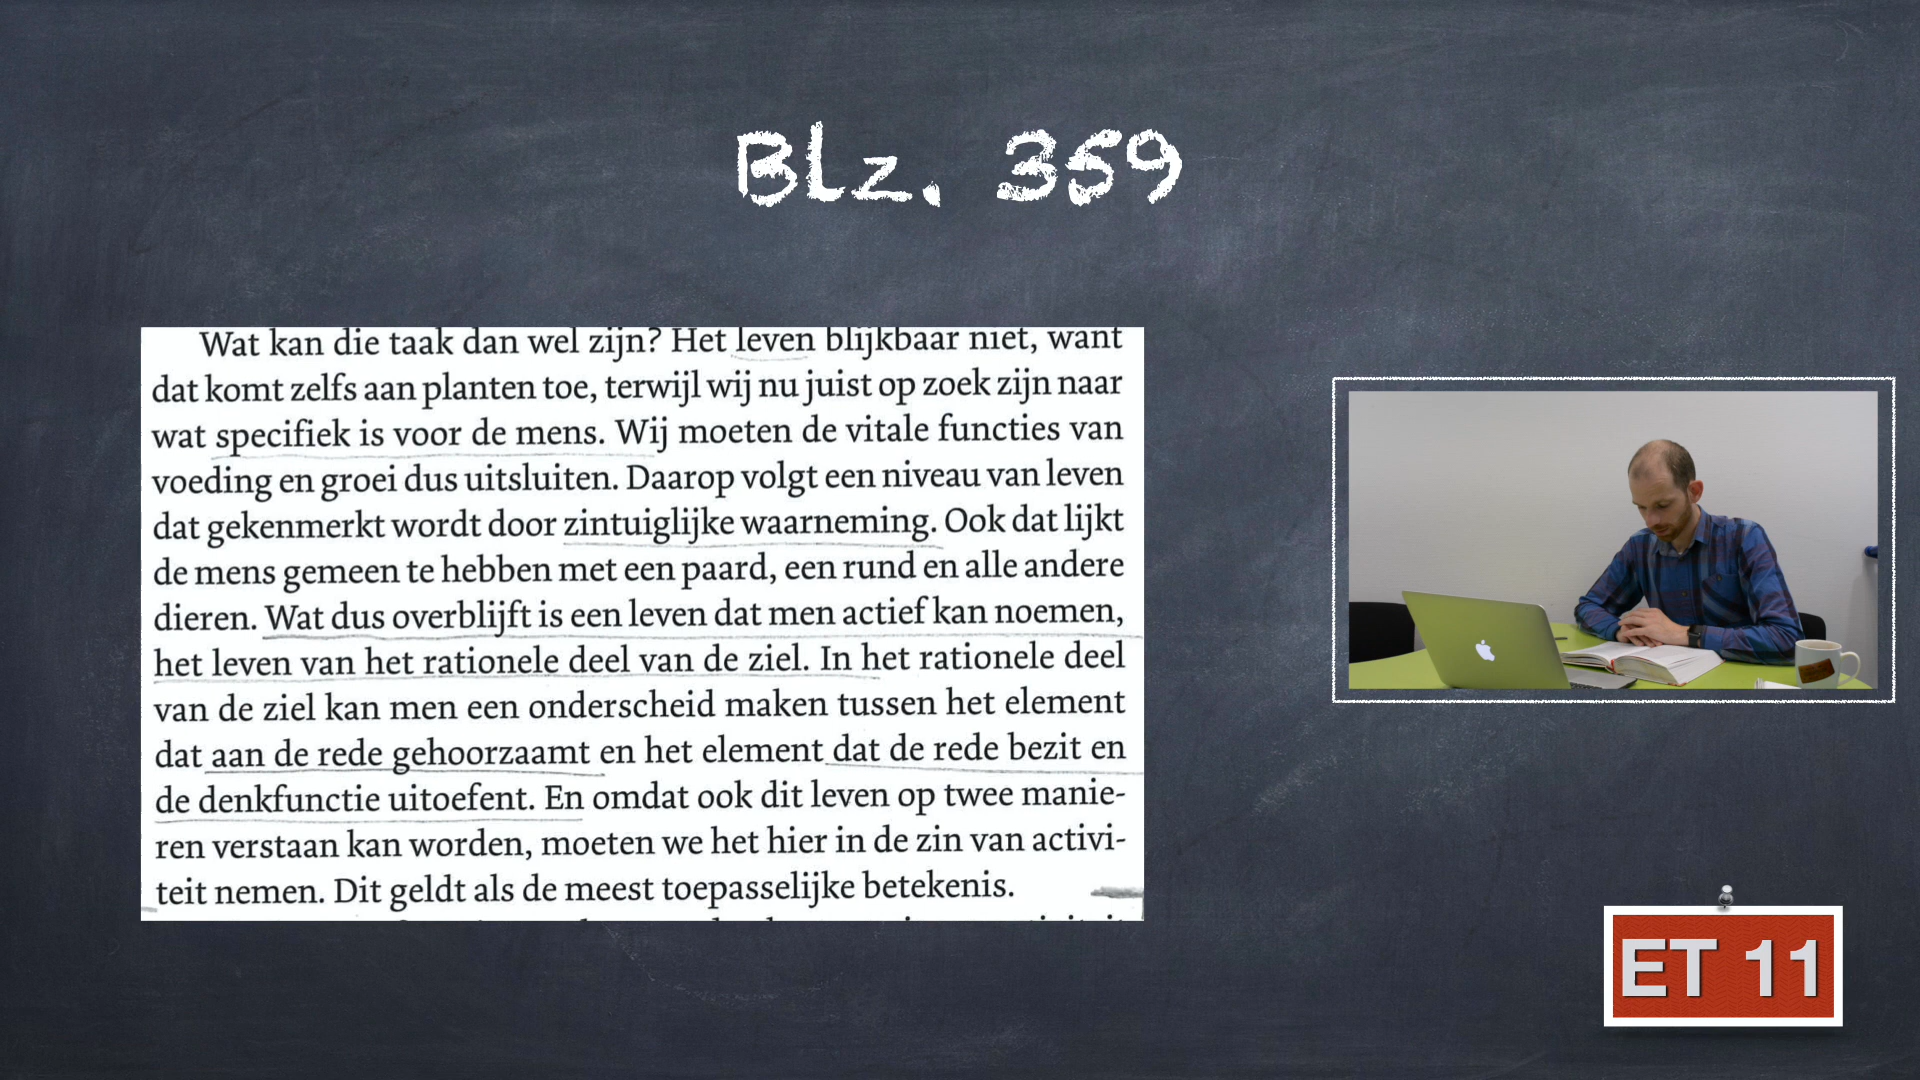 Blz. 359
Wat kan die taak dan wel zijn? Het leven blijkbaar niet, want
dat komt zelfs aan planten toe, terwijl wij nu juist op zoek zijn naar
wat specifiek is voor de mens. Wij moeten de vitale functies van
voeding en groei dus uitsluiten. Daarop volgt een niveau van leven
dat gekenmerkt wordt door zintuiglijke waarneming. Ook dat lijkt
de mens gemeen te hebben met een paard, een rund en alle andere
dieren. Wat dus overblijft is een leven dat men actief kan noemen,
het leven van het rationele deel van de ziel. In het rationele deel
van de ziel kan men een onderscheid maken tussen het element
dat aan de rede gehoorzaamt en het element dat de rede bezit en
de denkfunctie uitoefent. En omdat ook dit leven op twee manie-
ren verstaan kan worden, moeten we het hier in de zin van activi-
teit nemen. Dit geldt als de meest toepasselijke betekenis.
ET 11